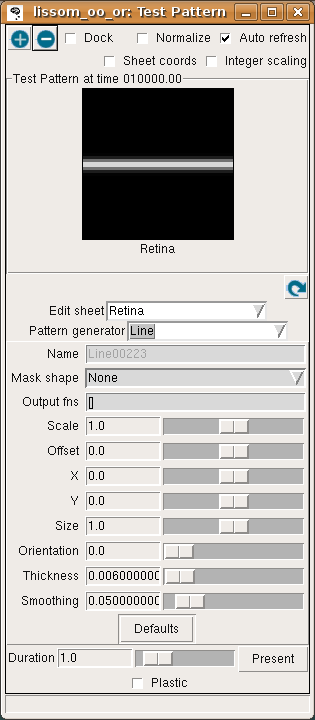 lissom_oo_or: Test Pattern
Dock Normalize Auto refresh
Sheet coords Integer scaling
Test Pattern at time 010000.00
Retina
Edit sheet Retina
Pattern generator Line
Name Line00223
Mask shape None
Output fns []
Scale 1.0
Offset 0.0
X 0.0
Y 0.0
Size 1.0
Orientation 0.0
Thickness 0.006000000
Smoothing 0.050000000
Defaults
Duration 1.0 Present
Plastic